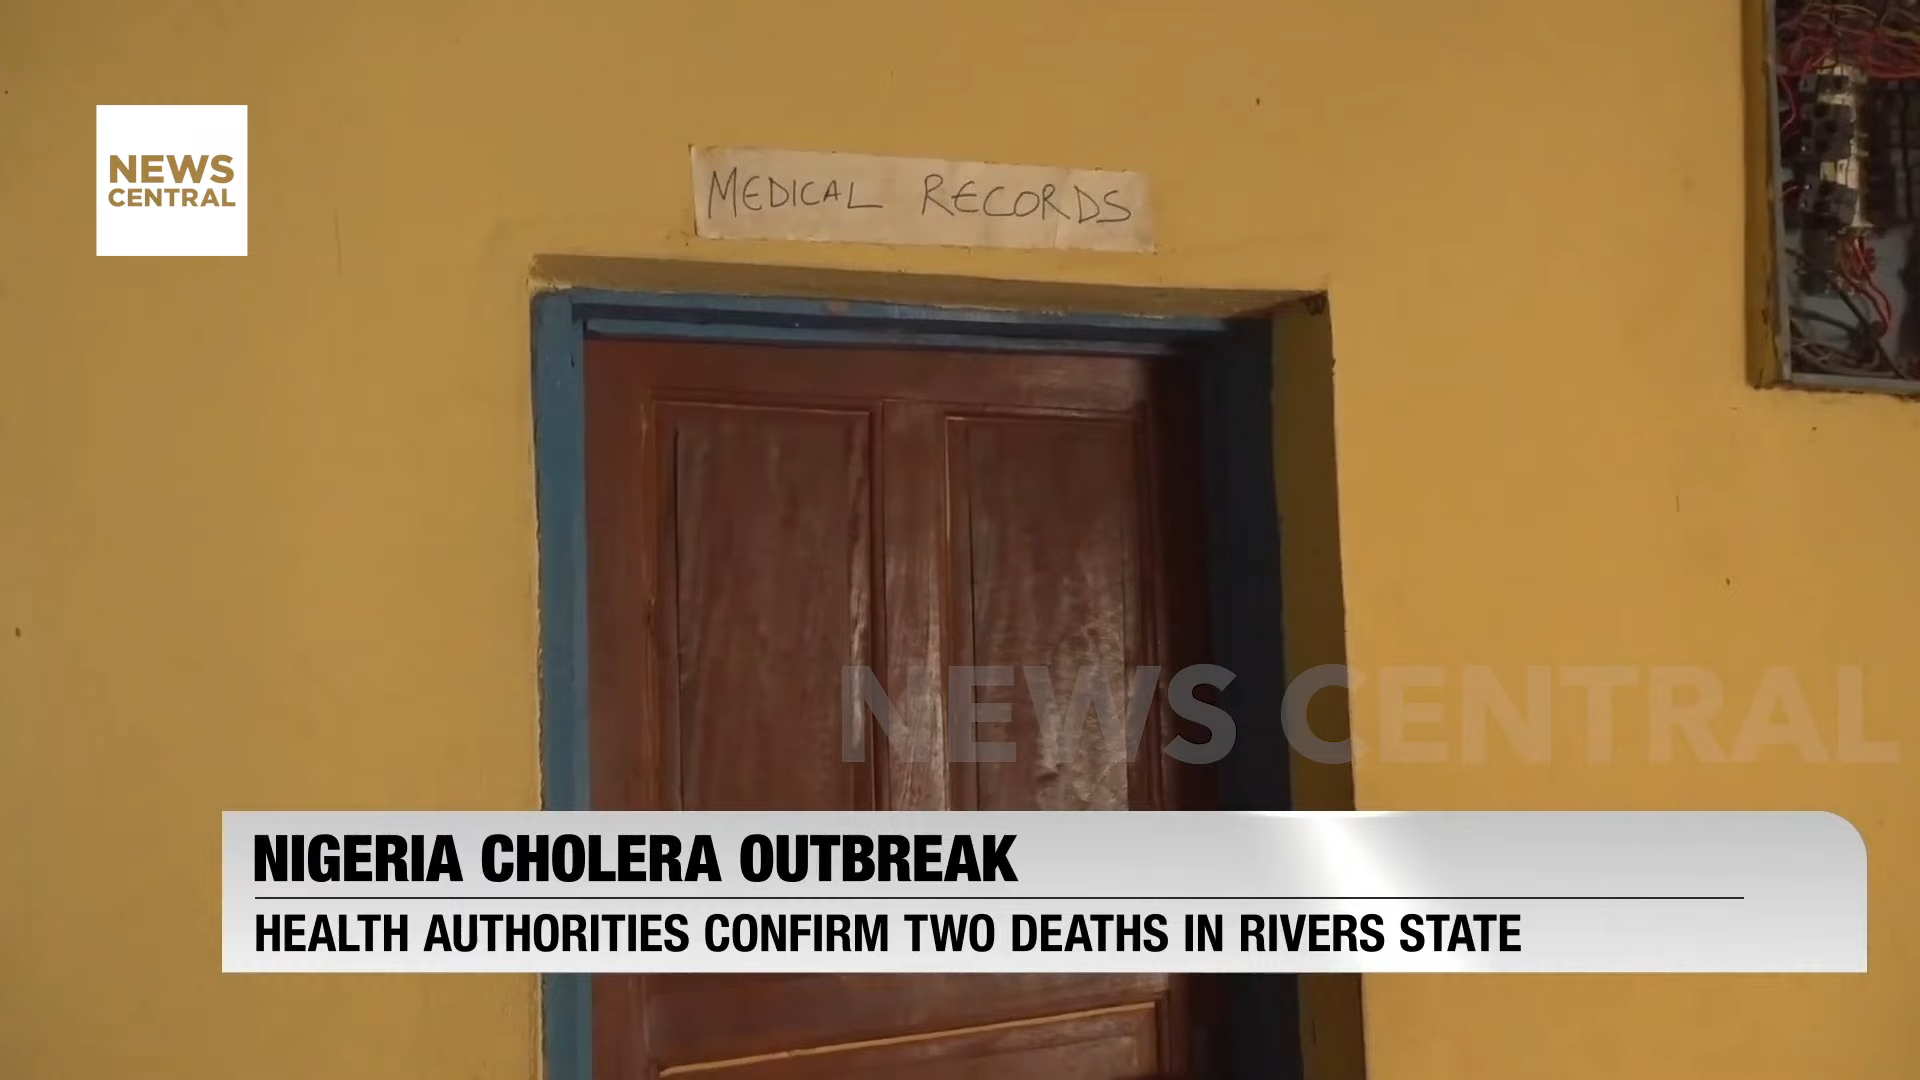 NEWS
CENTRAL
MEDICAL RECORDS
NEWS CENTRAL
NIGERIA CHOLERA OUTBREAK
HEALTH AUTHORITIES CONFIRM TWO DEATHS IN RIVERS STATE